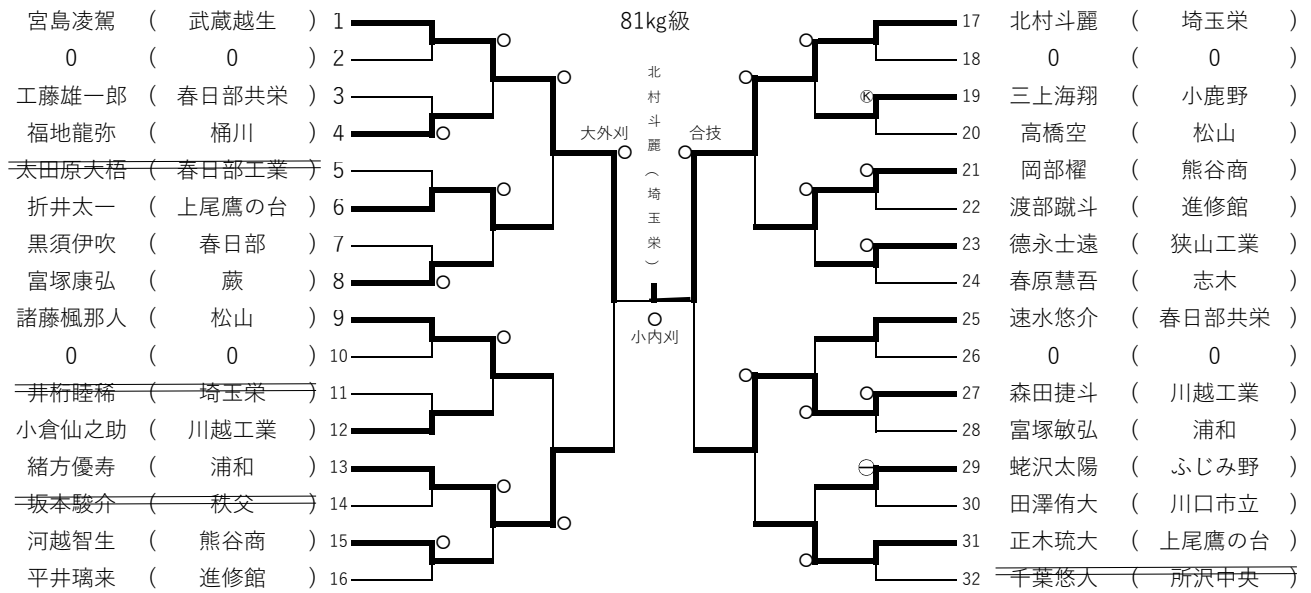 81kg級
宮島凌駕 ( 武蔵越生 ) 1
0 ( 0 ) 2
工藤雄一郎 ( 春日部共栄 ) 3
福地龍弥 ( 桶川 ) 4
太田原大梧 ( 春日部工業 ) 5
折井太一 ( 上尾鷹の台 ) 6
黒須伊吹 ( 春日部 ) 7
富塚康弘 ( 蕨 ) 8
諸藤楓那人 ( 松山 ) 9
0 ( 0 ) 10
井桁睦稀 ( 埼玉栄 ) 11
小倉仙之助 ( 川越工業 ) 12
緒方優寿 ( 浦和 ) 13
坂本駿介 ( 秩父 ) 14
河越智生 ( 熊谷商 ) 15
平井璃来 ( 進修館 ) 16
大外刈
北村斗麗(埼玉栄)
合技
小内刈
17 北村斗麗 ( 埼玉栄 )
18 0 ( 0 )
Ⓚ 19 三上海翔 ( 小鹿野 )
20 高橋空 ( 松山 )
21 岡部櫂 ( 熊谷商 )
22 渡部蹴斗 ( 進修館 )
23 德永士遠 ( 狭山工業 )
24 春原慧吾 ( 志木 )
25 速水悠介 ( 春日部共栄 )
26 0 ( 0 )
27 森田捷斗 ( 川越工業 )
28 富塚敏弘 ( 浦和 )
29 蛯沢太陽 ( ふじみ野 )
30 田澤侑大 ( 川口市立 )
31 正木琉大 ( 上尾鷹の台 )
32 千葉悠人 ( 所沢中央 )